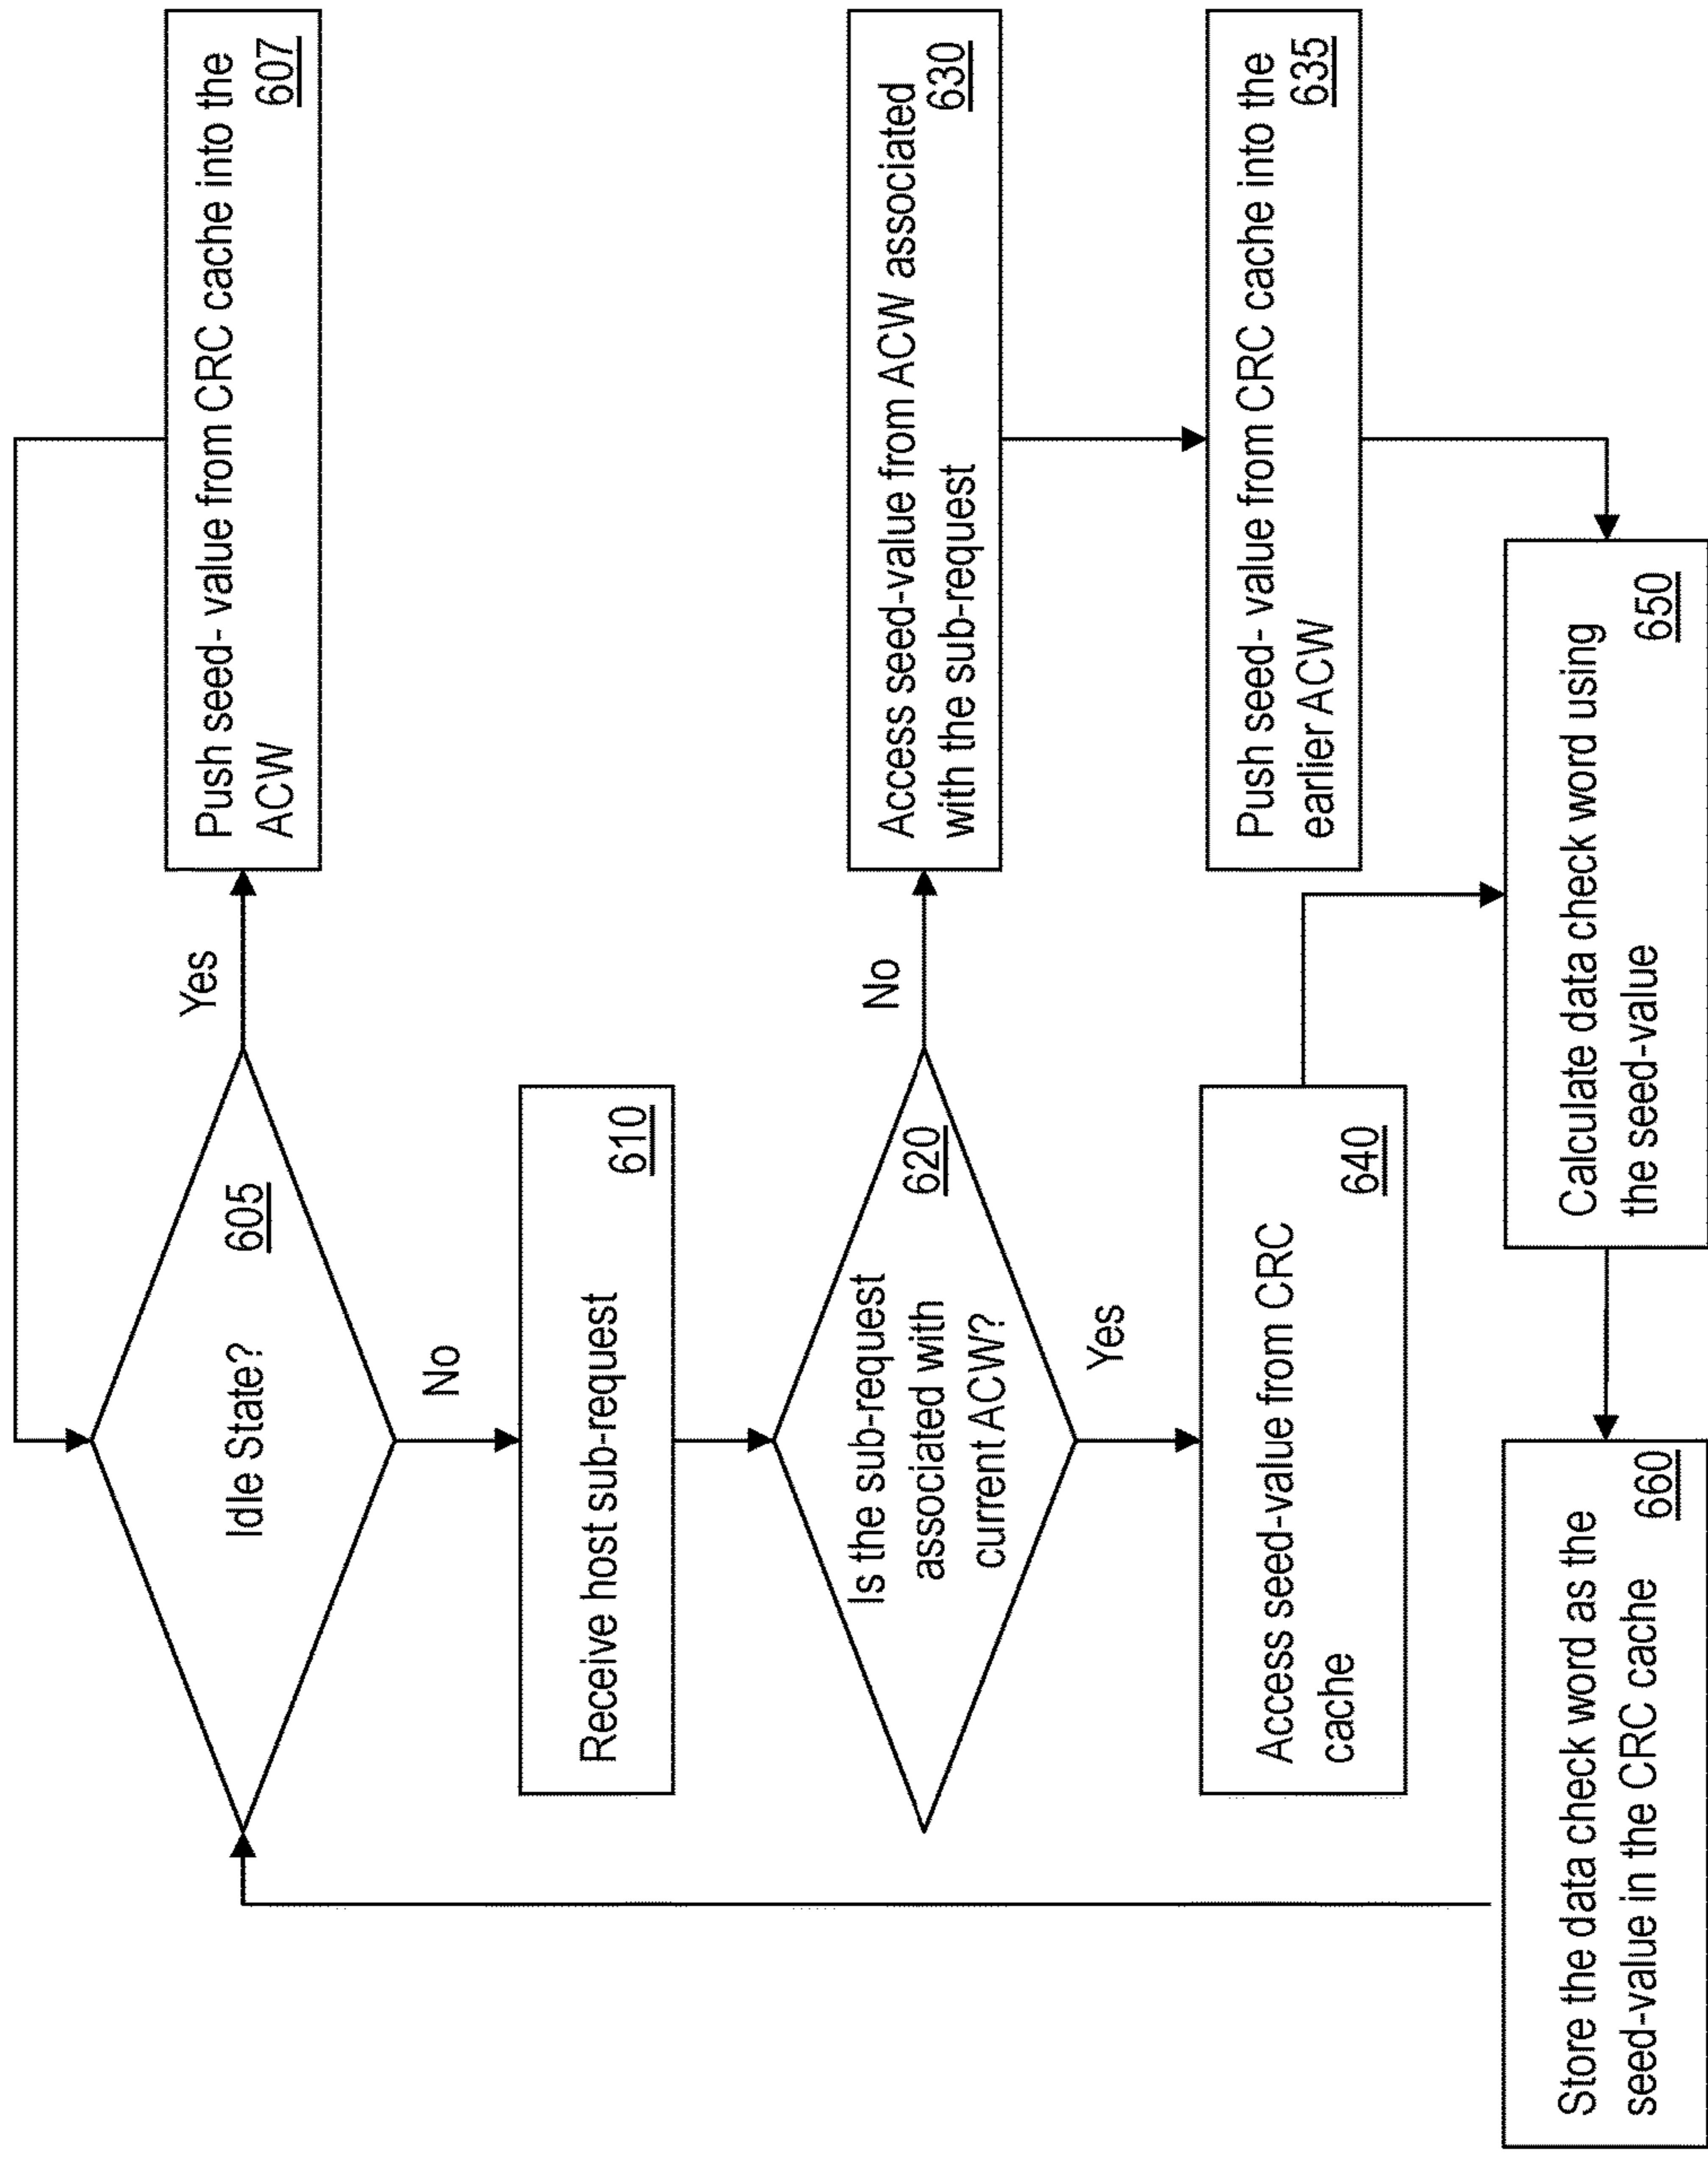 Idle State?
605
Yes
Push seed- value from CRC cache into the
ACW
607
No
Receive host sub-request
610
Is the sub-request
associated with
current ACW?
620
No
Access seed-value from ACW associated
with the sub-request
630
Push seed- value from CRC cache into the
earlier ACW
635
Yes
Access seed-value from CRC
cache
640
Calculate data check word using
the seed-value
650
Store the data check word as the
seed-value in the CRC cache
660